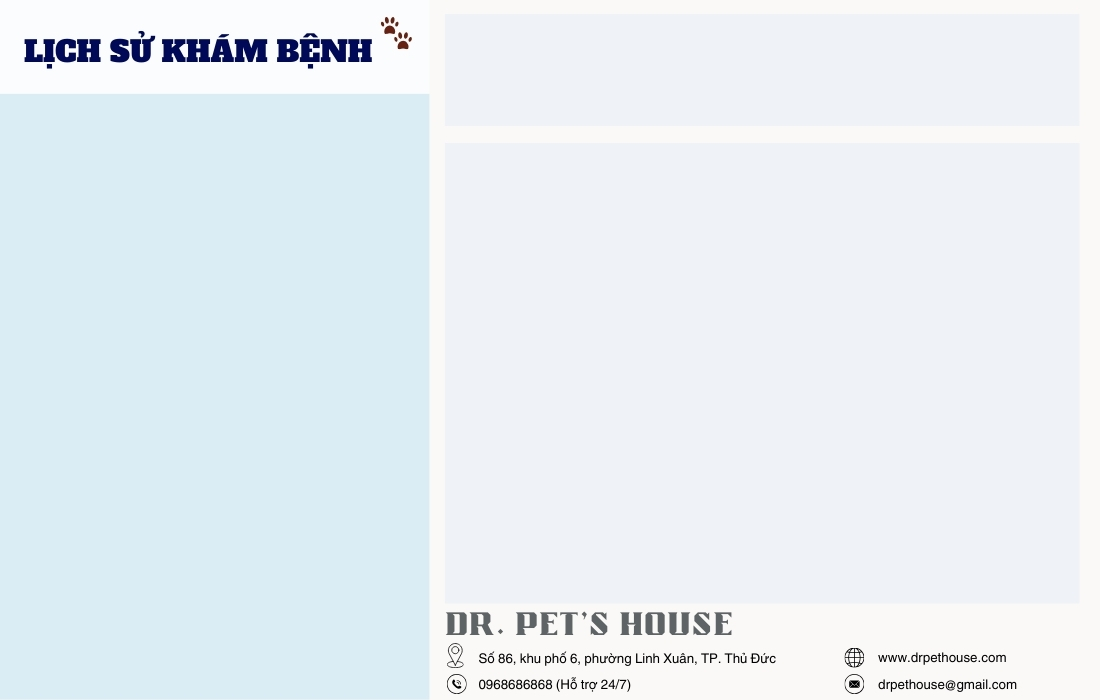 LỊCH SỬ KHÁM BỆNH
DR. PET'S HOUSE
Số 86, khu phố 6, phường Linh Xuân, TP. Thủ Đức
www.drpethouse.com
0968686868 (Hỗ trợ 24/7)
drpethouse@gmail.com